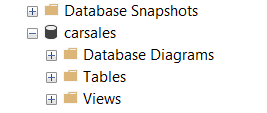 Database Snapshots
carsales
Database Diagrams
Tables
Views